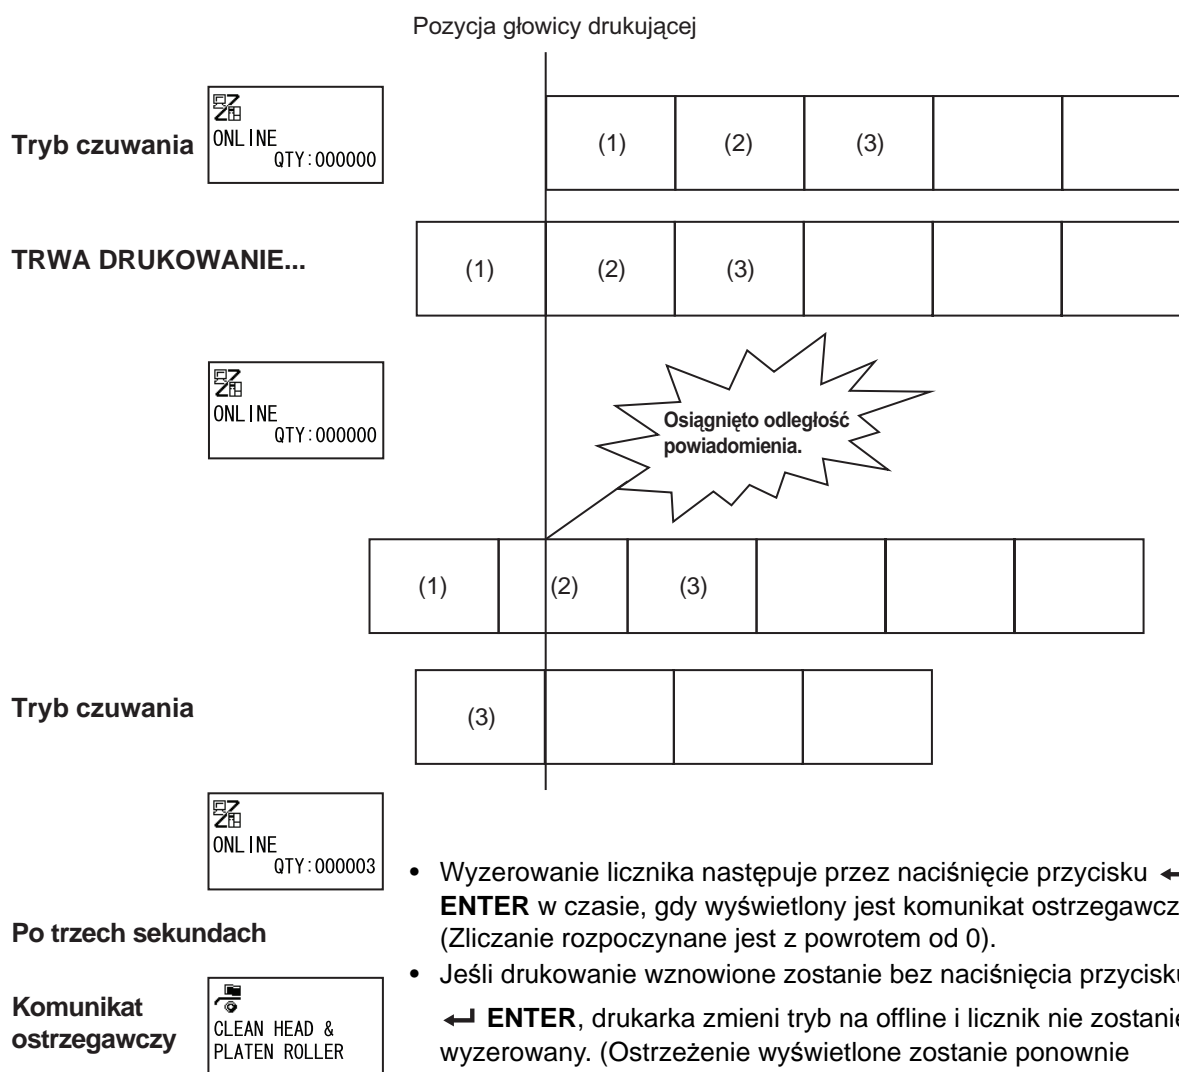 Pozycja głowicy drukującej
Tryb czuwania
ONLINE
QTY:000000
(1) (2) (3)
TRWA DRUKOWANIE...
(1) (2) (3)
ONLINE
QTY:000000
Osiągnięto odległość
powiadomienia.
(1) (2) (3)
Tryb czuwania
(3)
ONLINE
QTY:000003
• Wyzerowanie licznika następuje przez naciśnięcie przycisku
ENTER w czasie, gdy wyświetlony jest komunikat ostrzegawcz
(Zliczanie rozpoczynane jest z powrotem od 0).
Po trzech sekundach
• Jeśli drukowanie wznowione zostanie bez naciśnięcia przycisku
↵ ENTER, drukarka zmieni tryb na offline i licznik nie zostanie
wyzerowany. (Ostrzeżenie wyświetlone zostanie ponownie
Komunikat
ostrzegawczy
CLEAN HEAD &
PLATEN ROLLER